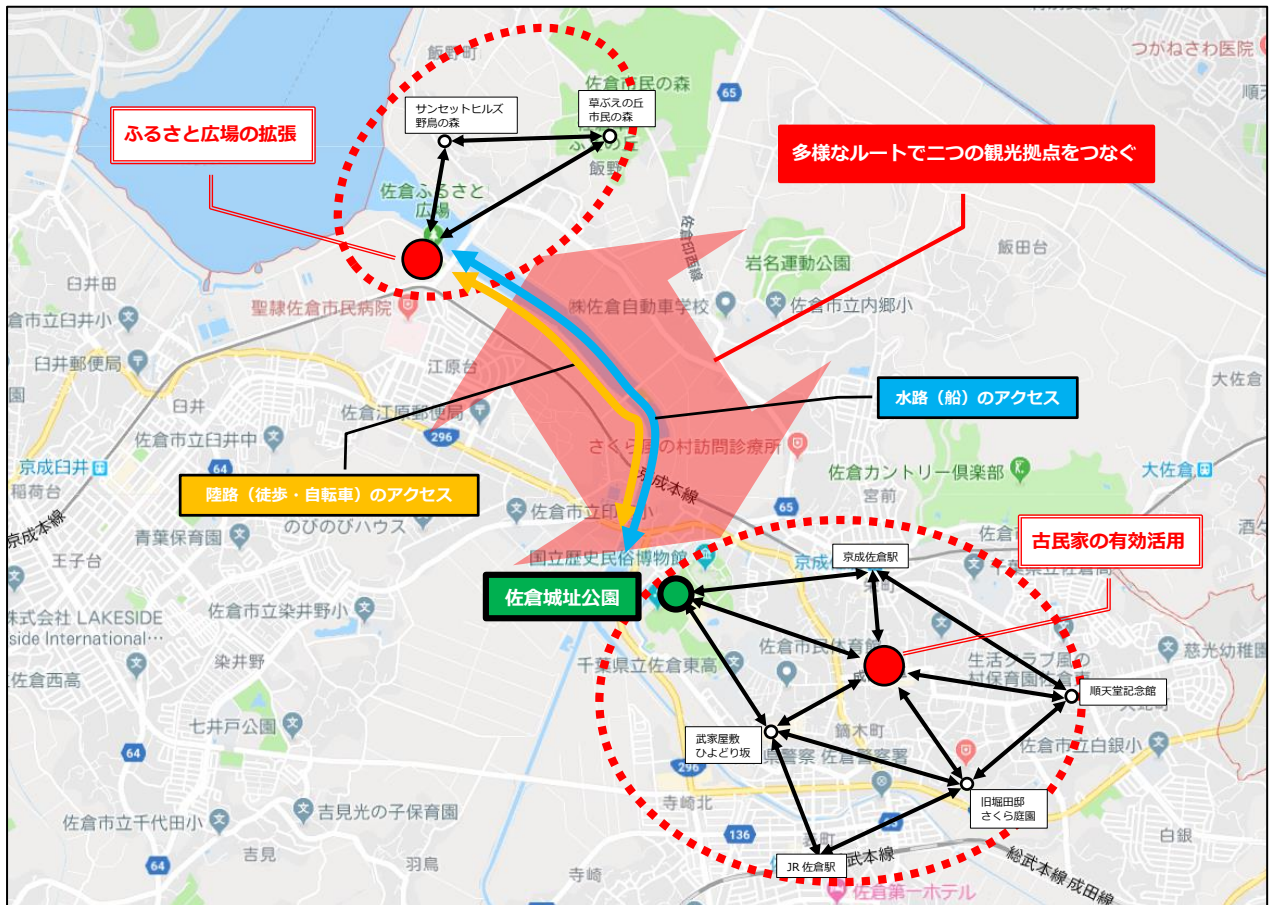 飯野町
つがねさわ医院
佐倉市民の森
65
サンセットヒルズ
野鳥の森
草ぶえの丘
市民の森
ふるさと広場の拡張
多様なルートで二つの観光拠点をつなぐ
飯野
佐倉ふるさと
広場
佐倉印西線
飯田台
岩名運動公園
臼井田
聖隷佐倉市民病院
㈱佐倉自動車学校
佐倉市立内郷小
佐倉市立臼井小
臼井郵便局
江原台
大佐倉
水路（船）のアクセス
臼井
佐倉江原郵便局
296
佐倉市立臼井中
さくら風の村訪問診療所
64
京成臼井
佐倉カントリー倶楽部
大佐倉
稲荷台
陸路（徒歩・自転車）のアクセス
京成本線
宮前
65
京成本線
のびのびハウス
青葉保育園
古民家の有効活用
王子台
国立歴史民俗博物館
京成佐倉駅
佐倉城址公園
株式会社 LAKESIDE
side International…
佐倉市立染井野小
佐倉市民体育館
生活クラブ風の
慈光幼稚園
千葉県立佐倉東高
染井野
佐倉西高
順天堂記念館
七井戸公園
武家屋敷
ひよどり坂
鏑木町
佐倉市立白銀小
64
296
佐倉警察署
旧堀田邸
さくら庭園
寺崎北
吉見光の子保育園
佐倉市立千代田小
136
白銀
吉見
64
羽鳥
寺崎
JR 佐倉駅
武本線
総武本線成田線
佐倉第一ホテル